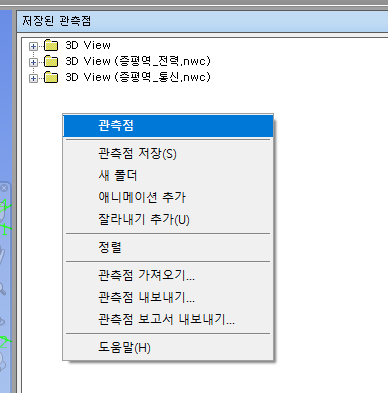 저장된 관측점
3D View
3D View (증평역_전력.nwc)
3D View (증평역_통신.nwc)
관측점
관측점 저장(S)
새 폴더
애니메이션 추가
잘라내기 추가(U)
정렬
관측점 가져오기...
관측점 내보내기...
관측점 보고서 내보내기...
도움말(H)